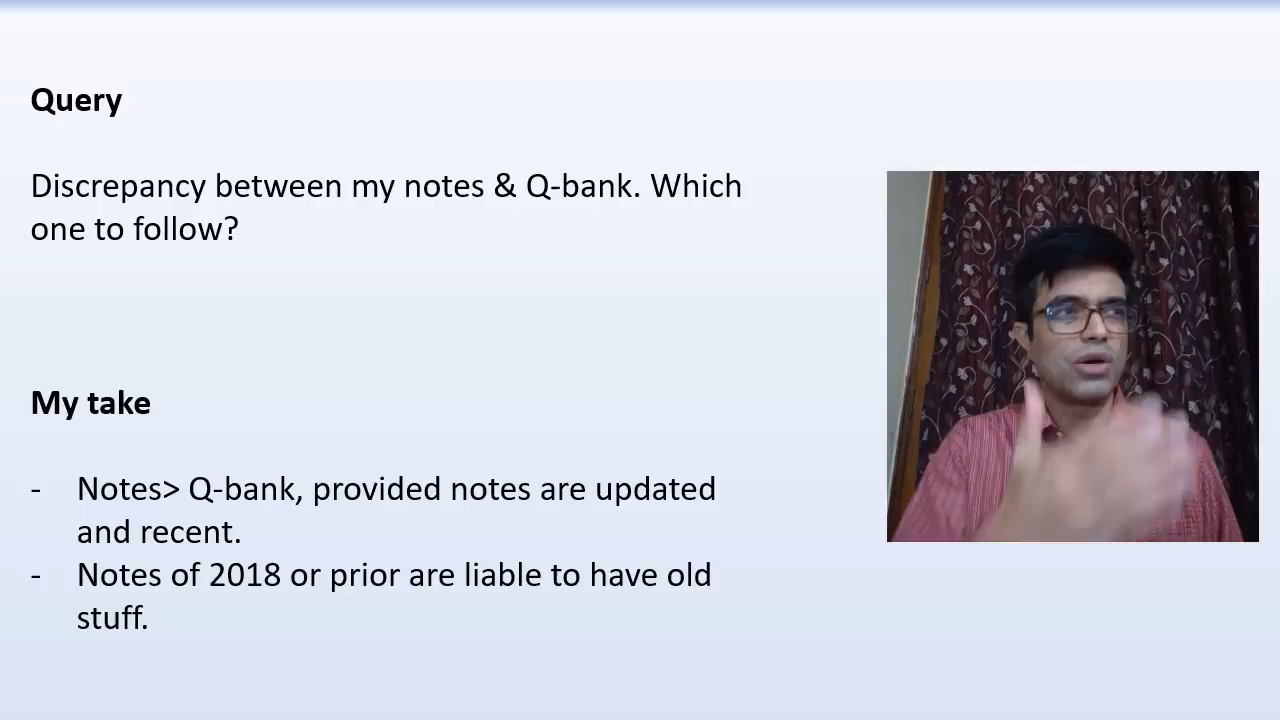 Query
Discrepancy between my notes & Q-bank. Which
one to follow?
My take
- Notes> Q-bank, provided notes are updated
and recent.
- Notes of 2018 or prior are liable to have old
stuff.